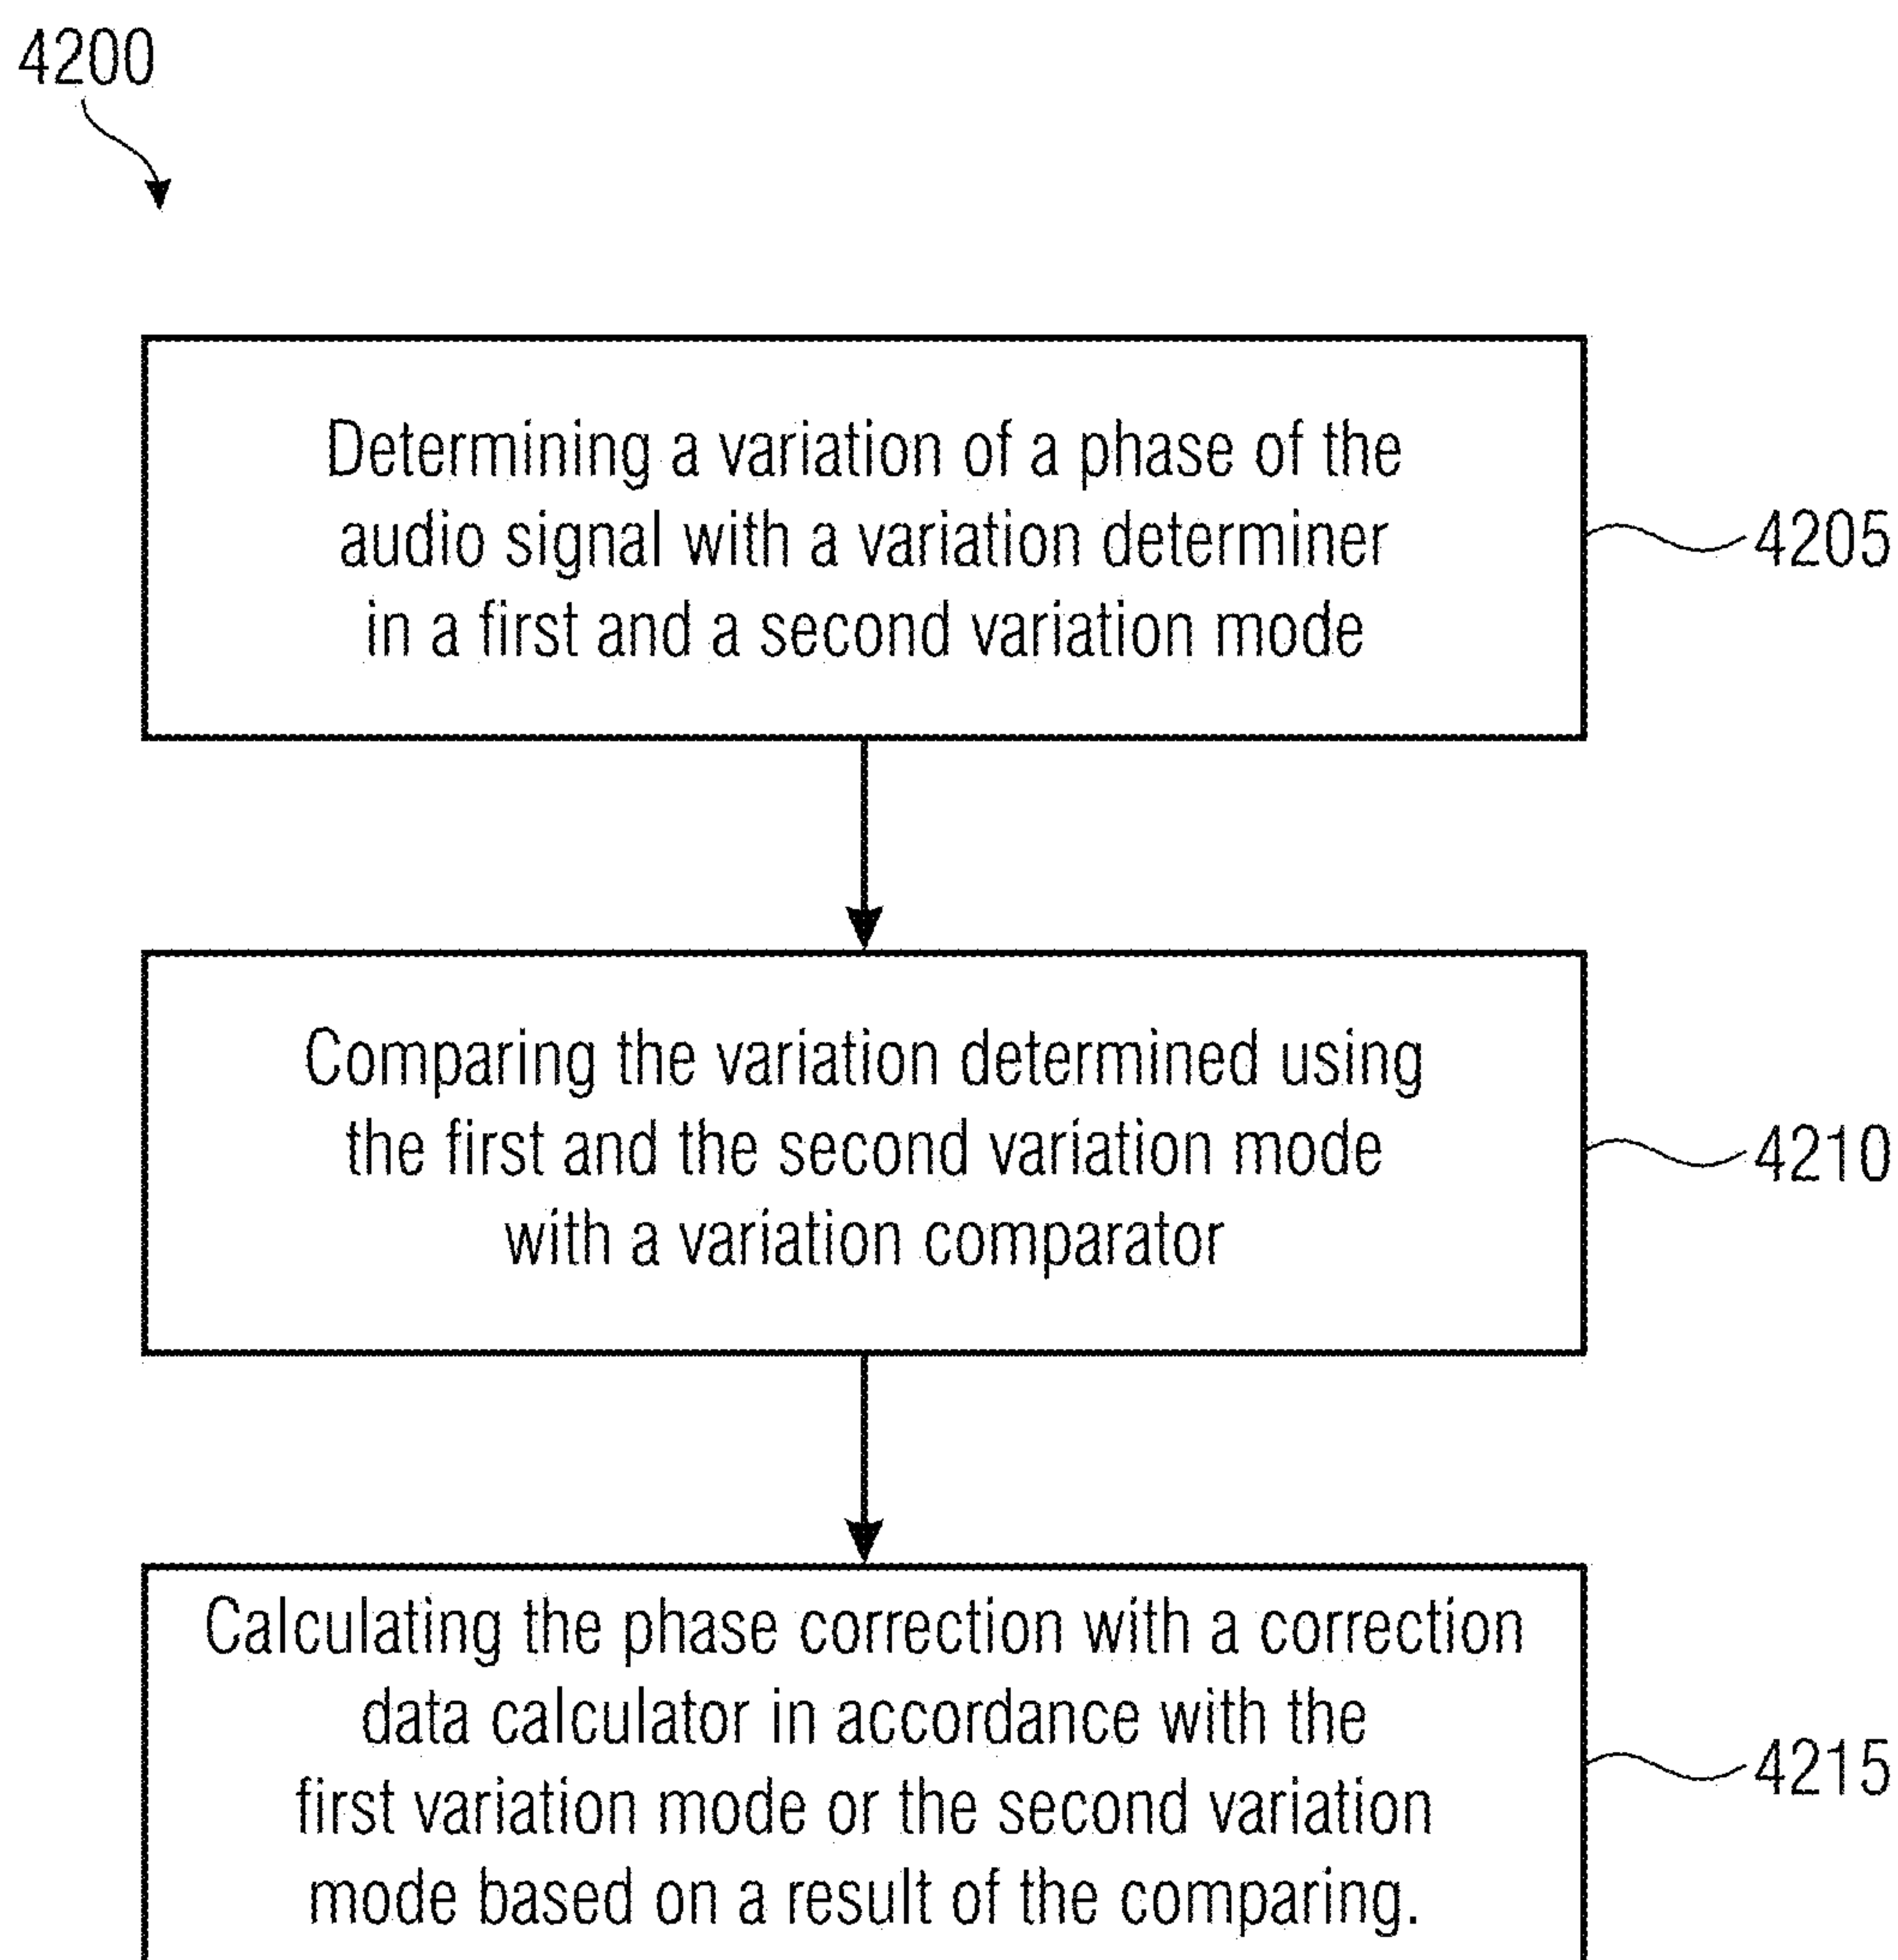 4200
Determining a variation of a phase of the
audio signal with a variation determiner
in a first and a second variation mode
4205
Comparing the variation determined using
the first and the second variation mode
with a variation comparator
4210
Calculating the phase correction with a correction
data calculator in accordance with the
first variation mode or the second variation
mode based on a result of the comparing.
4215